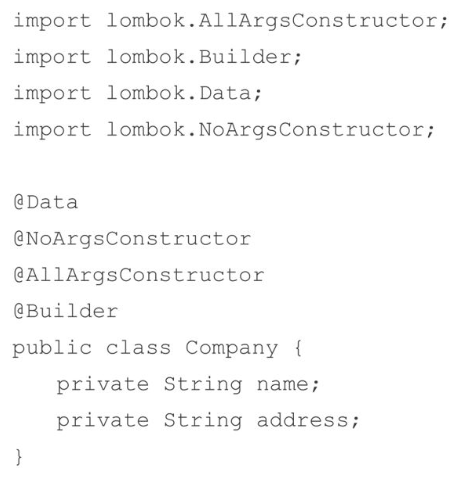 import lombok.AllArgsConstructor;
import lombok.Builder;
import lombok.Data;
import lombok.NoArgsConstructor;

@Data
@NoArgsConstructor
@AllArgsConstructor
@Builder
public class Company {
    private String name;
    private String address;
}